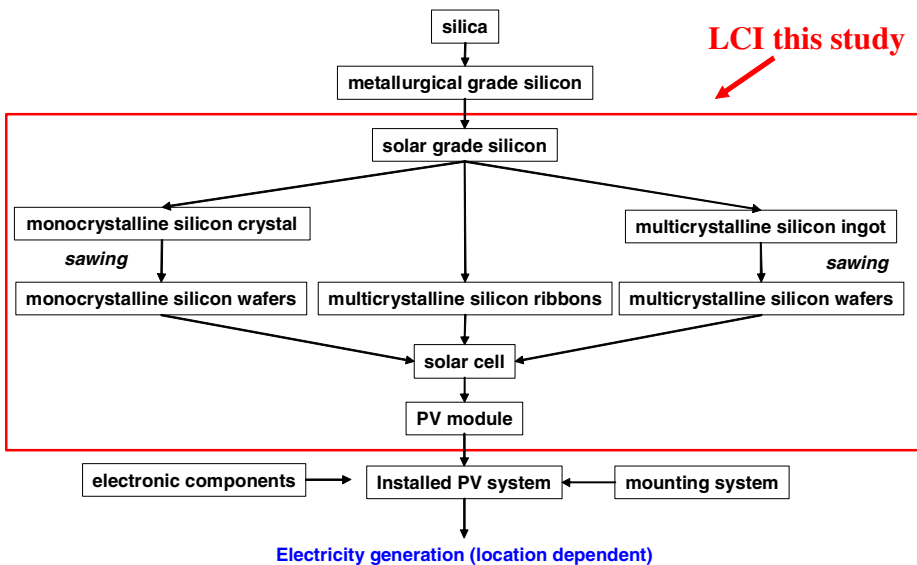 silica
LCI this study
metallurgical grade silicon
solar grade silicon
monocrystalline silicon crystal
multicrystalline silicon ingot
sawing
sawing
monocrystalline silicon wafers
multicrystalline silicon ribbons
multicrystalline silicon wafers
solar cell
PV module
electronic components
Installed PV system
mounting system
Electricity generation (location dependent)